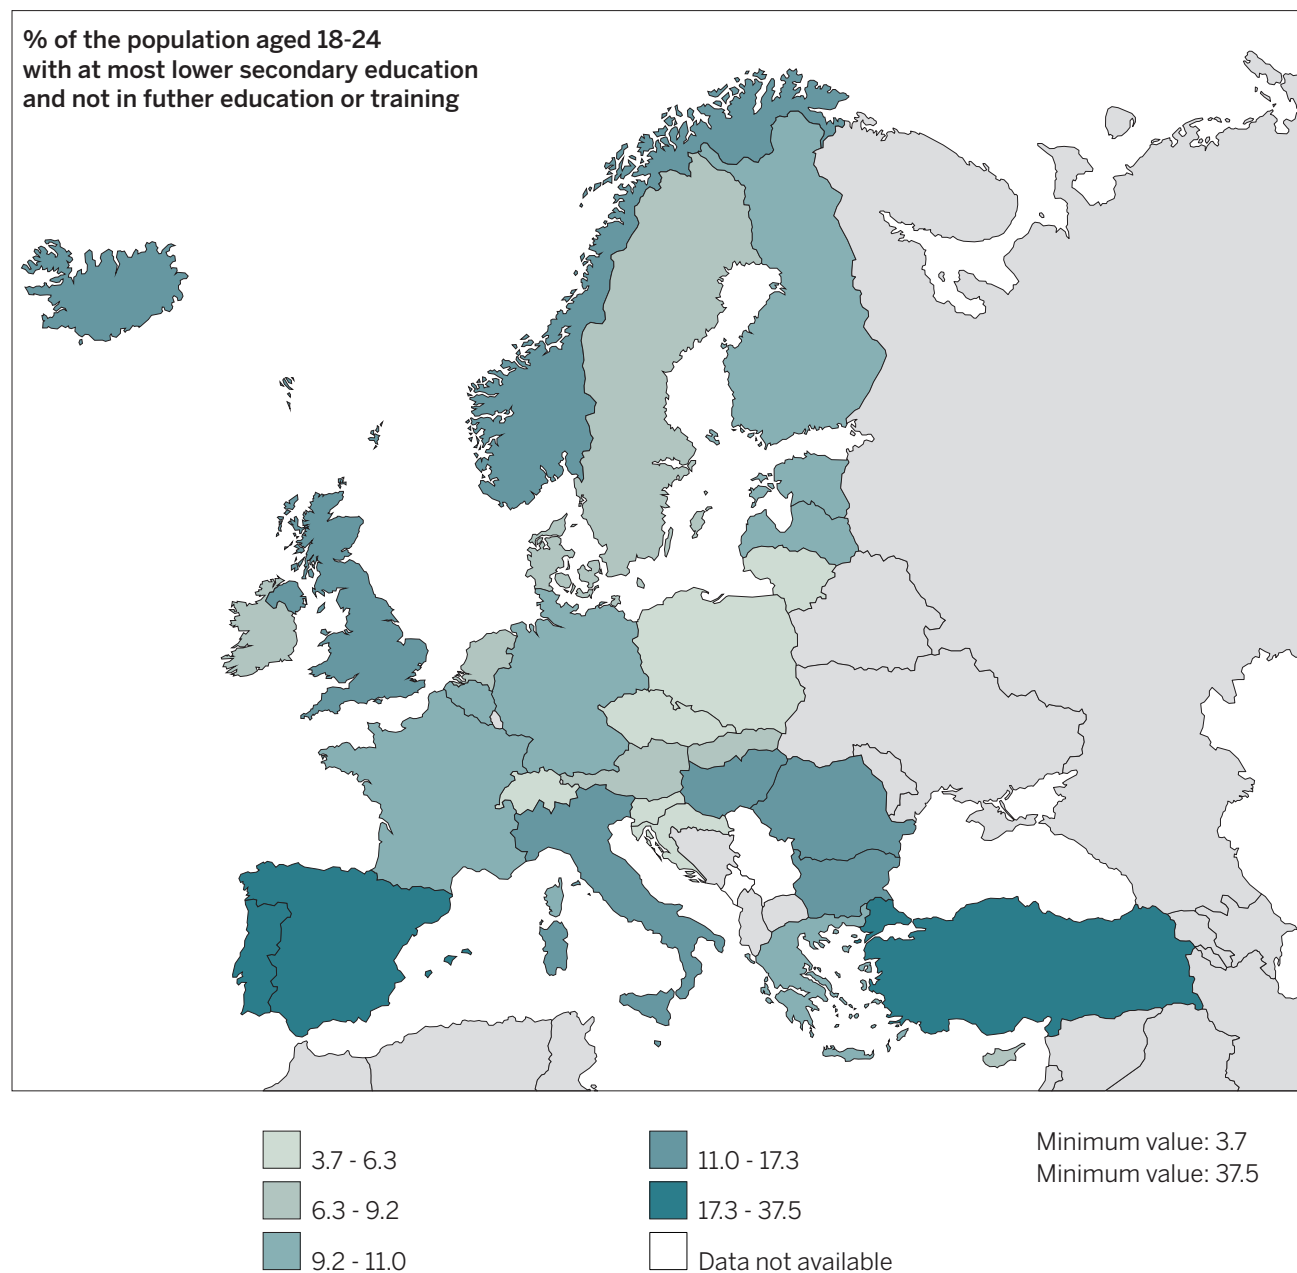 % of the population aged 18-24
with at most lower secondary education
and not in futher education or training
3.7 - 6.3
6.3 - 9.2
9.2 - 11.0
11.0 - 17.3
17.3 - 37.5
Data not available
Minimum value: 3.7
Minimum value: 37.5